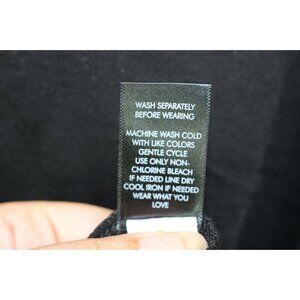 WASH SEPARATELY
BEFORE WEARING
MACHINE WASH COLD
WITH LIKE COLORS
GENTLE CYCLE
USE ONLY NON-
CHLORINE BLEACH
IF NEEDED LINE DRY
COOL IRON IF NEEDED
WEAR WHAT YOU
LOVE